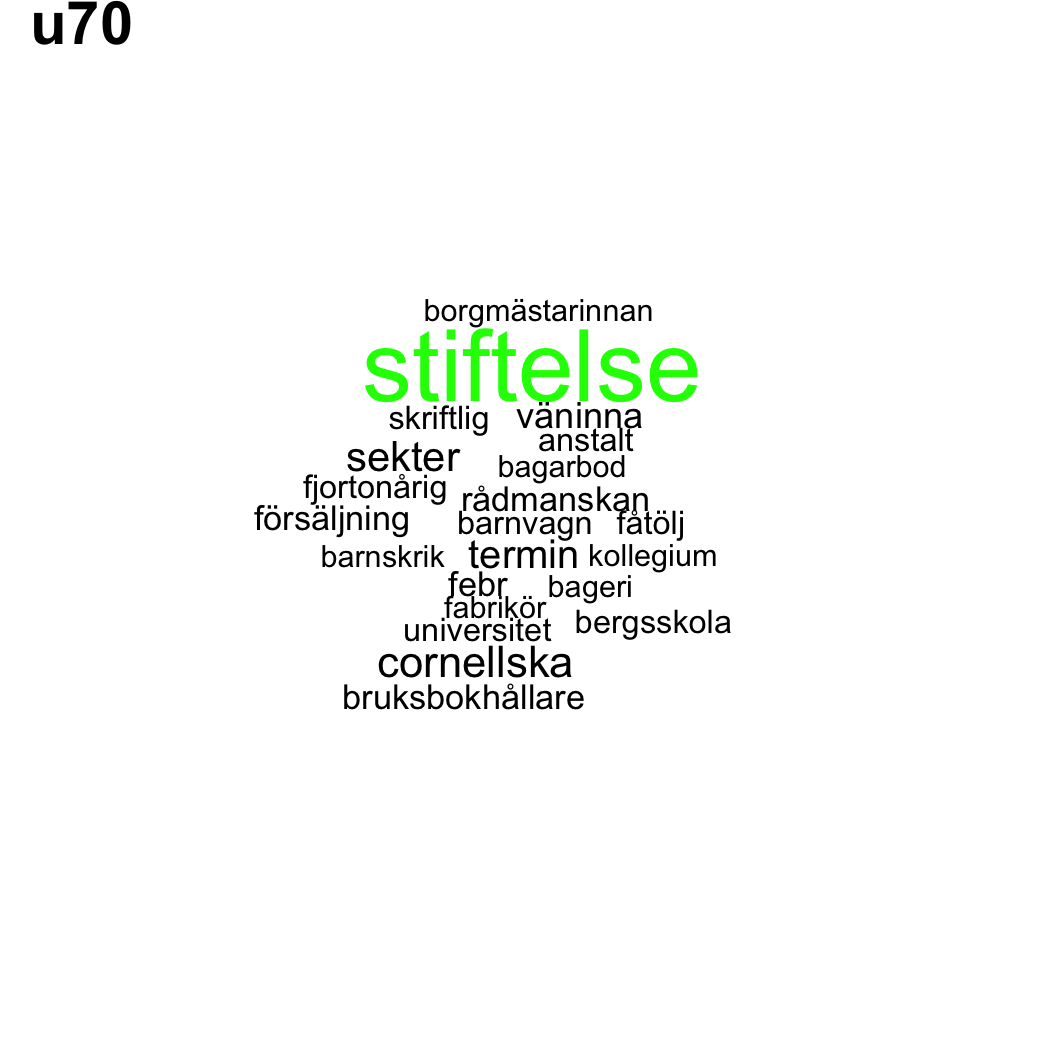 u70
borgmästarinnan
stiftelse
skriftlig väninna
anstalt
sekter bagarbod
fjortonårig rådmanskan
försäljning barnvagn fåtölj
barnskrik termin kollegium
febr bageri
fabrikör
universitet bergsskola
cornellska
bruksbokhållare